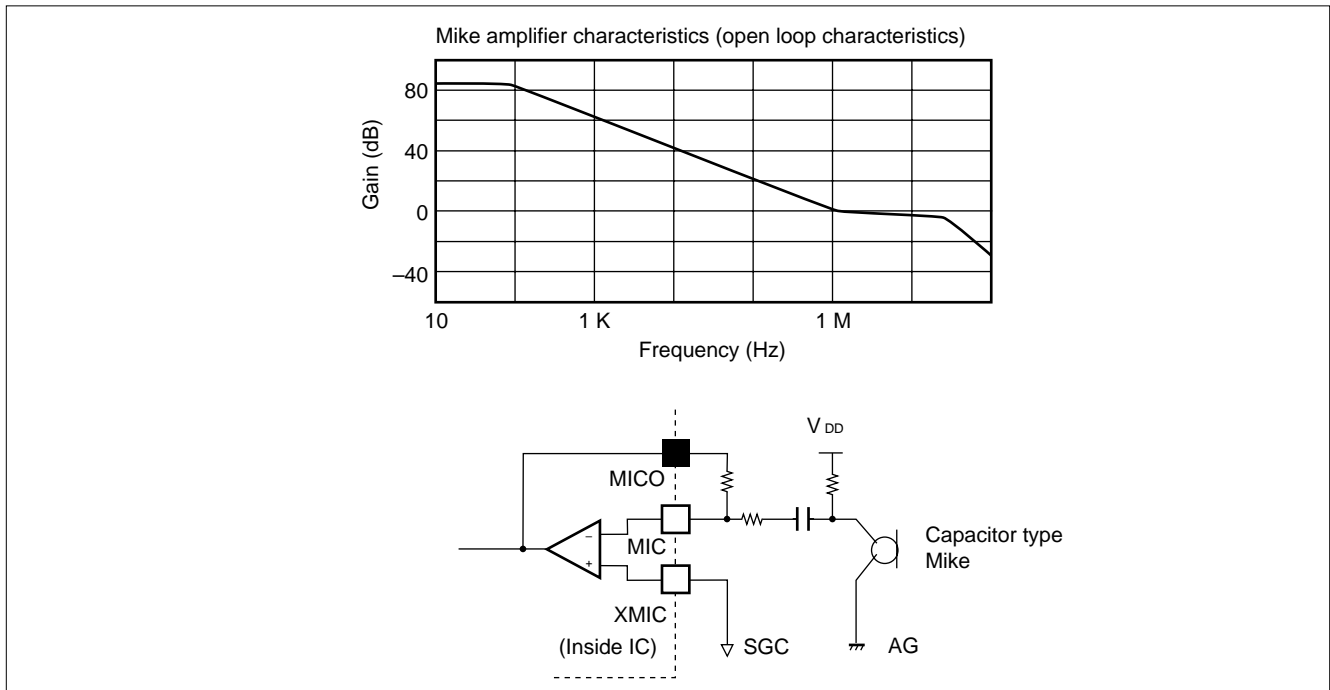 Mike amplifier characteristics (open loop characteristics)
80
40
0
–40
Gain (dB)
10
1 K
1 M
Frequency (Hz)
VDD
MICO
MIC
–
+
Capacitor type
Mike
XMIC
(Inside IC)
SGC
AG